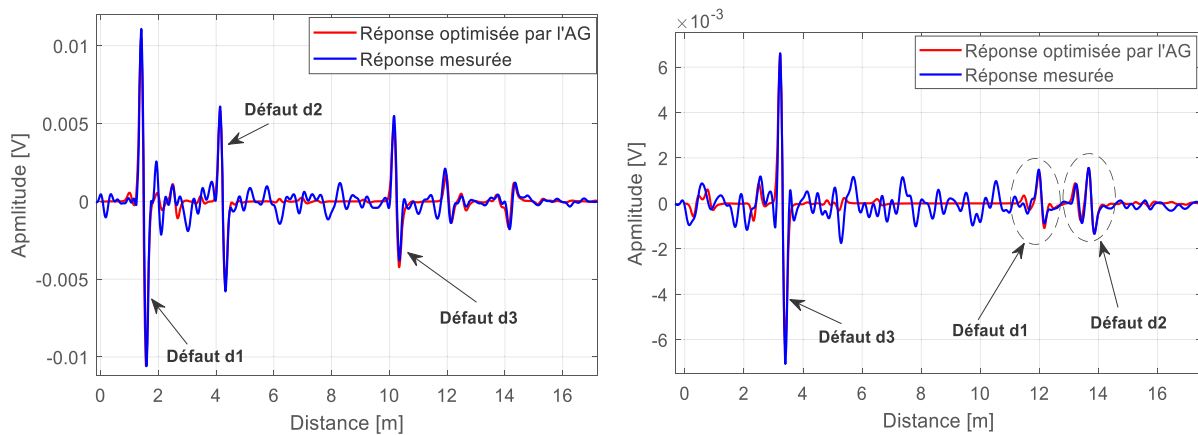 Réponse optimisée par l'AG
Réponse mesurée
0.01
0.005
0
-0.005
-0.01
Apmlitude [V]
Défaut d2
Défaut d3
Défaut d1
0 2 4 6 8 10 12 14 16
Distance [m]
×10⁻³
Réponse optimisée par l'AG
Réponse mesurée
6
4
2
0
-2
-4
-6
Apmlitude [V]
Défaut d3
Défaut d1
Défaut d2
0 2 4 6 8 10 12 14 16
Distance [m]